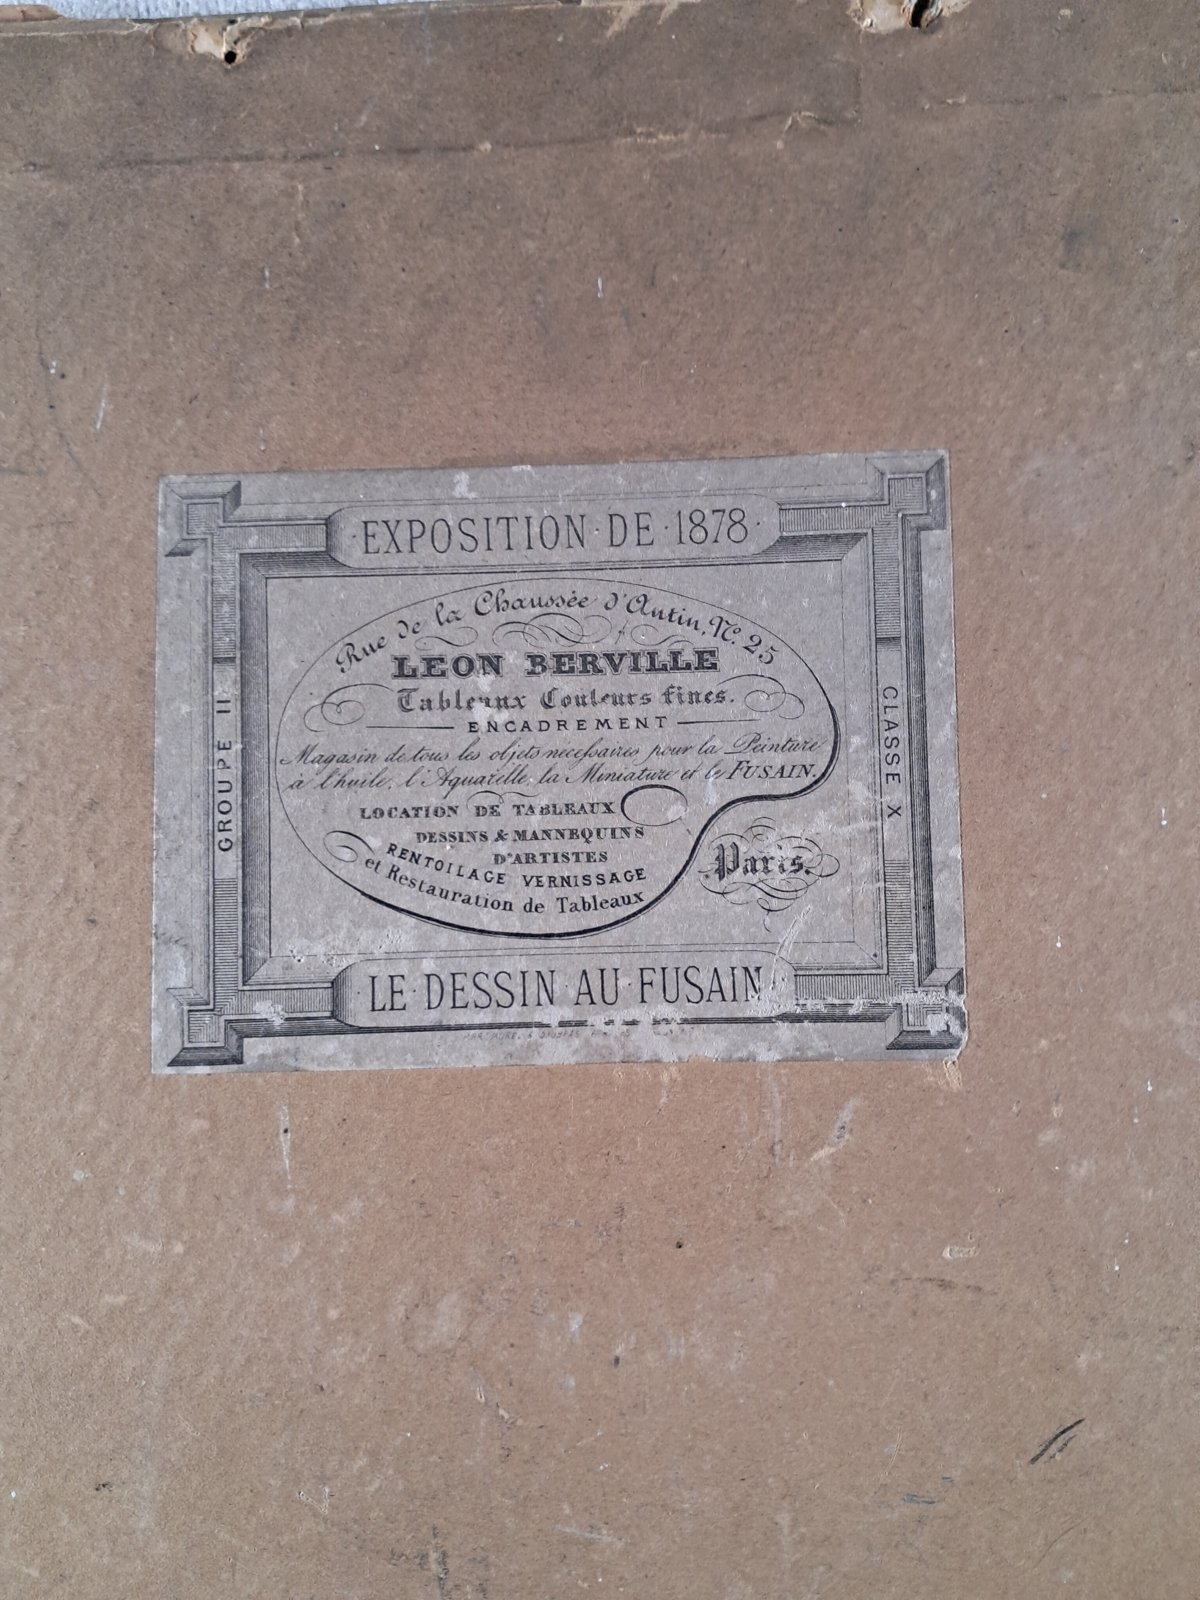 EXPOSITION · DE · 1878
Rue de la Chaussée d'Antin, N.º 25
LEON BERVILLE
Tableaux Couleurs fines.
ENCADREMENT
Magasin de tous les objets necessaires pour la Peinture
à l'huile, l'Aquarelle, la Miniature et le FUSAIN.
LOCATION DE TABLEAUX
DESSINS & MANNEQUINS
D'ARTISTES
RENTOILAGE VERNISSAGE
et Restauration de Tableaux
Paris.
GROUPE II
CLASSE X
LE · DESSIN · AU · FUSAIN